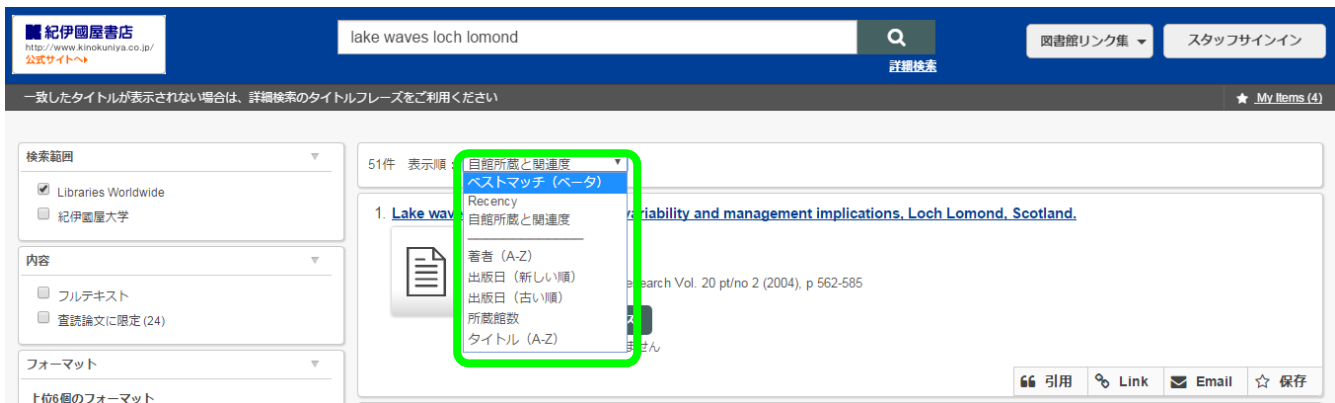 紀伊國屋書店
http://www.kinokuniya.co.jp/
公式サイトへ
lake waves loch lomond
詳細検索
図書館リンク集
スタッフサインイン
一致したタイトルが表示されない場合は、詳細検索のタイトルフレーズをご利用ください
My Items (4)
検索範囲
Libraries Worldwide
紀伊國屋大学
内容
フルテキスト
査読論文に限定 (24)
フォーマット
上位6個のフォーマット
51件 表示順: 自館所蔵と関連度
ベストマッチ（ベータ）
Recency
自館所蔵と関連度
著者（A-Z）
出版日（新しい順）
出版日（古い順）
所蔵館数
タイトル（A-Z）
1. Lake wave riability and management implications, Loch Lomond, Scotland.
search Vol. 20 pt/no 2 (2004), p 562-585
ません
引用 Link Email 保存